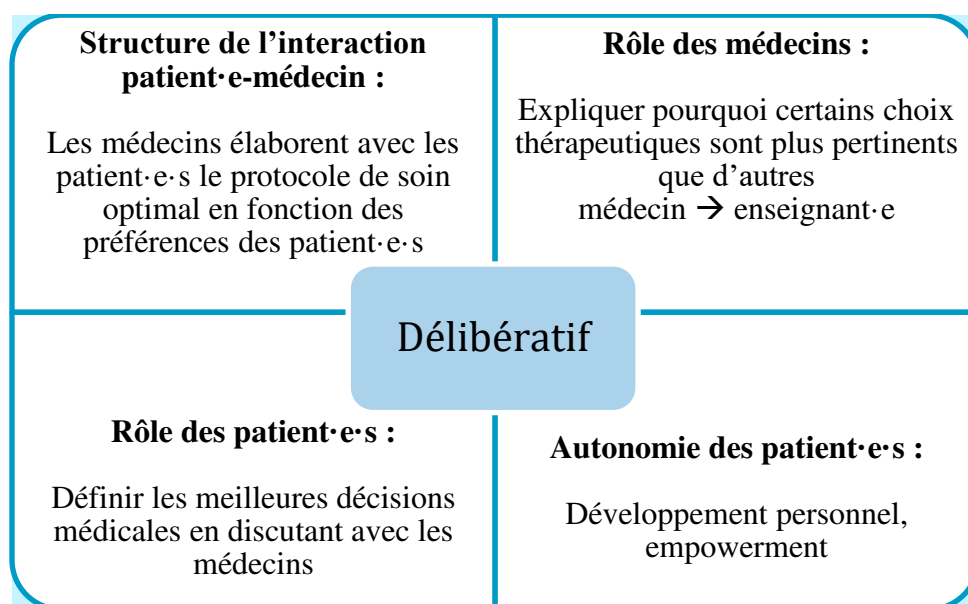 Structure de l’interaction
patient·e-médecin :
Les médecins élaborent avec les
patient·e·s le protocole de soin
optimal en fonction des
préférences des patient·e·s
Rôle des médecins :
Expliquer pourquoi certains choix
thérapeutiques sont plus pertinents
que d’autres
médecin → enseignant·e
Délibératif
Rôle des patient·e·s :
Définir les meilleures décisions
médicales en discutant avec les
médecins
Autonomie des patient·e·s :
Développement personnel,
empowerment